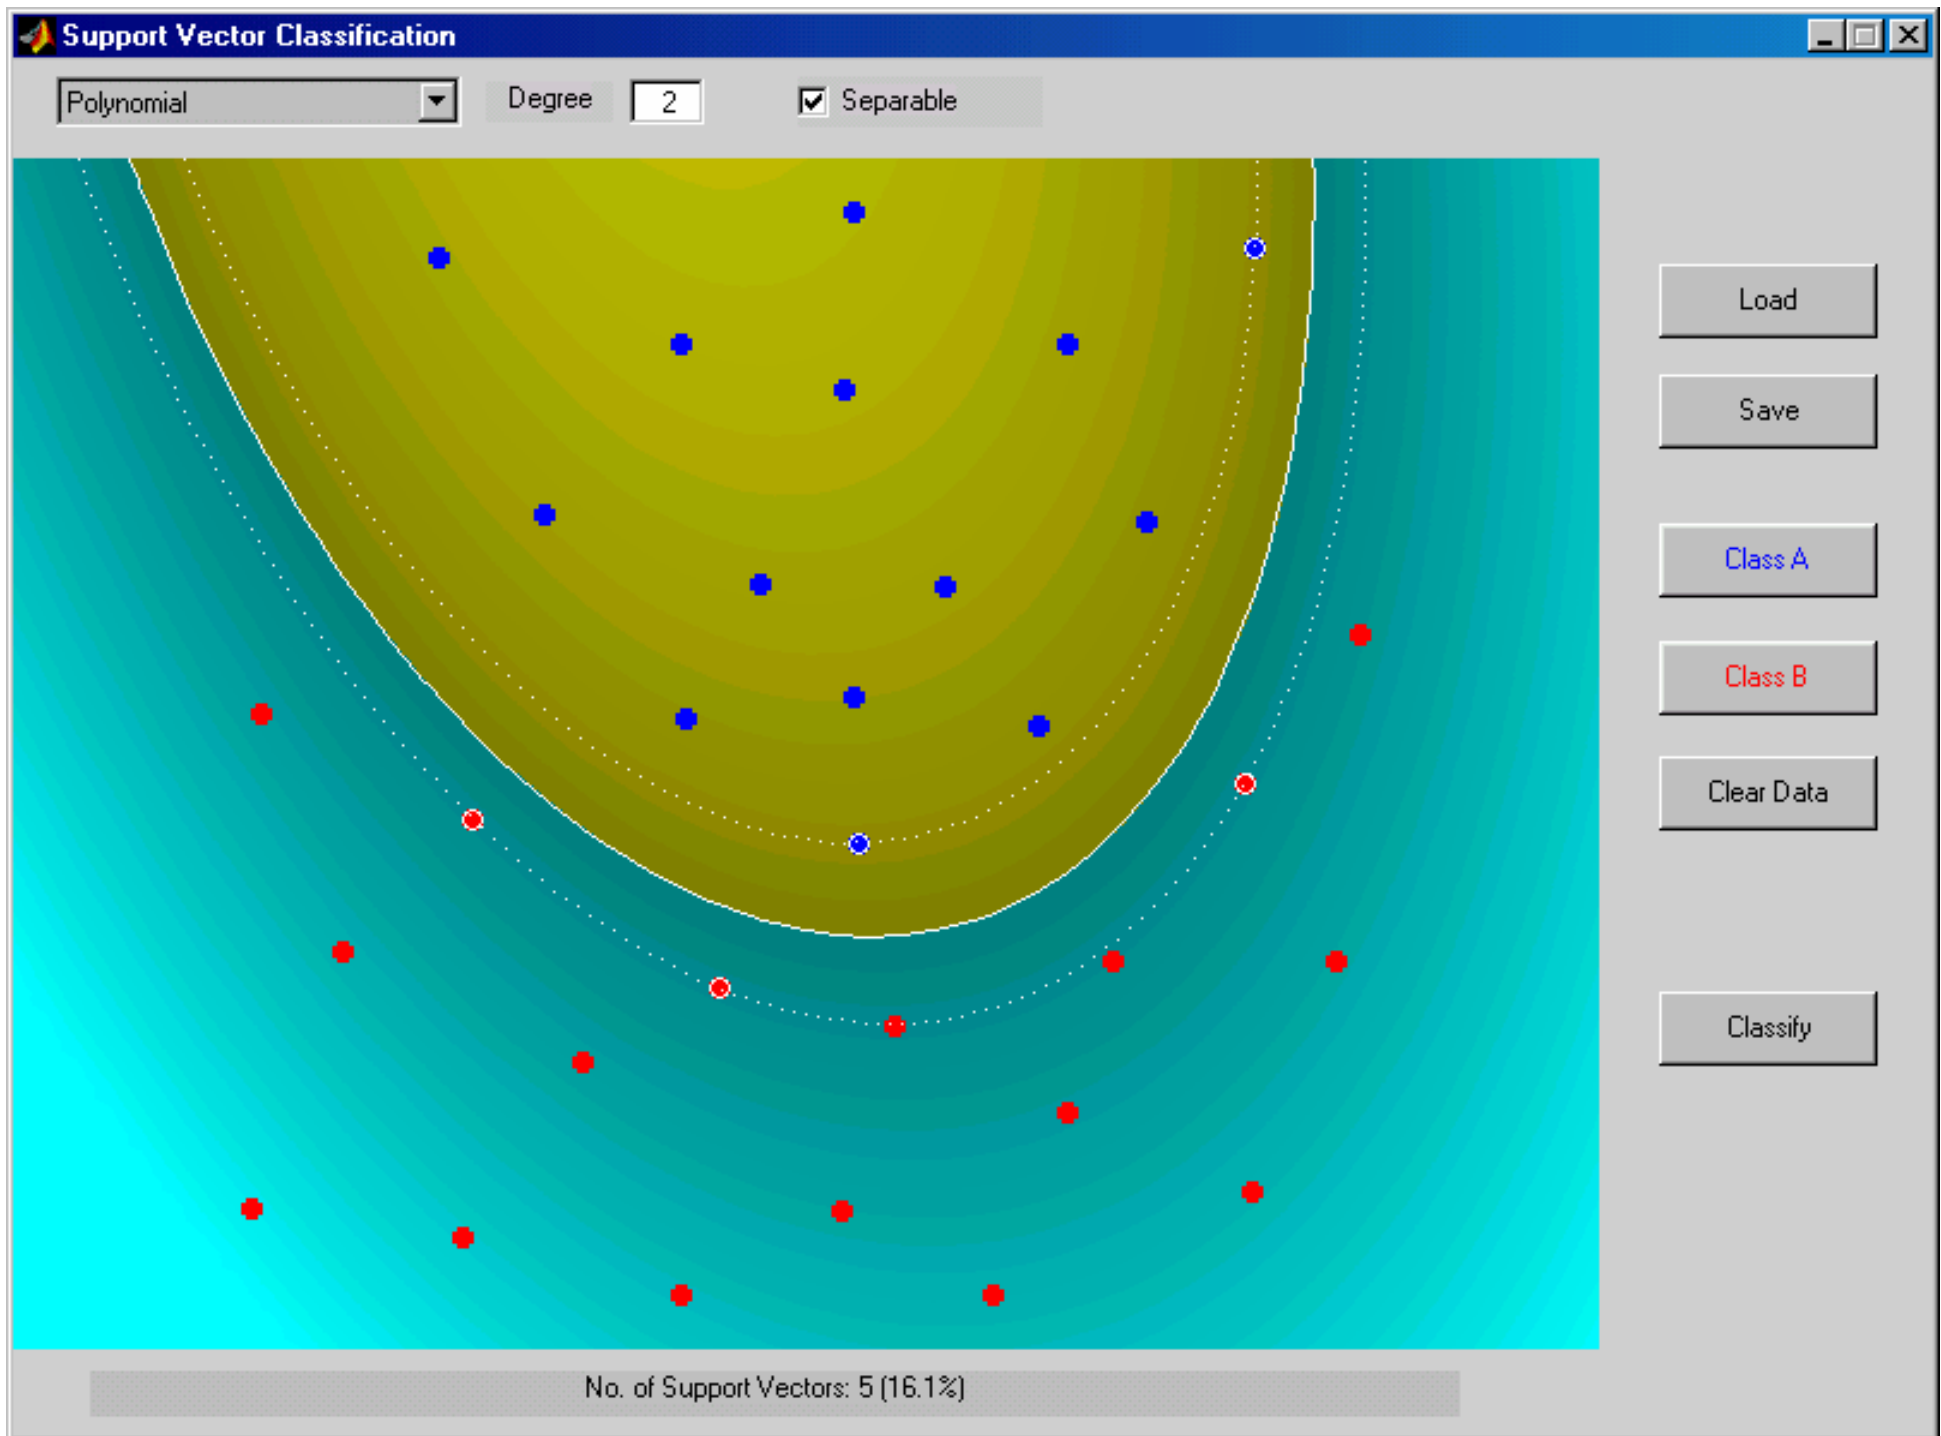 Support Vector Classification
Polynomial Degree 2 Separable
Load
Save
Class A
Class B
Clear Data
Classify
No. of Support Vectors: 5 (16.1%)